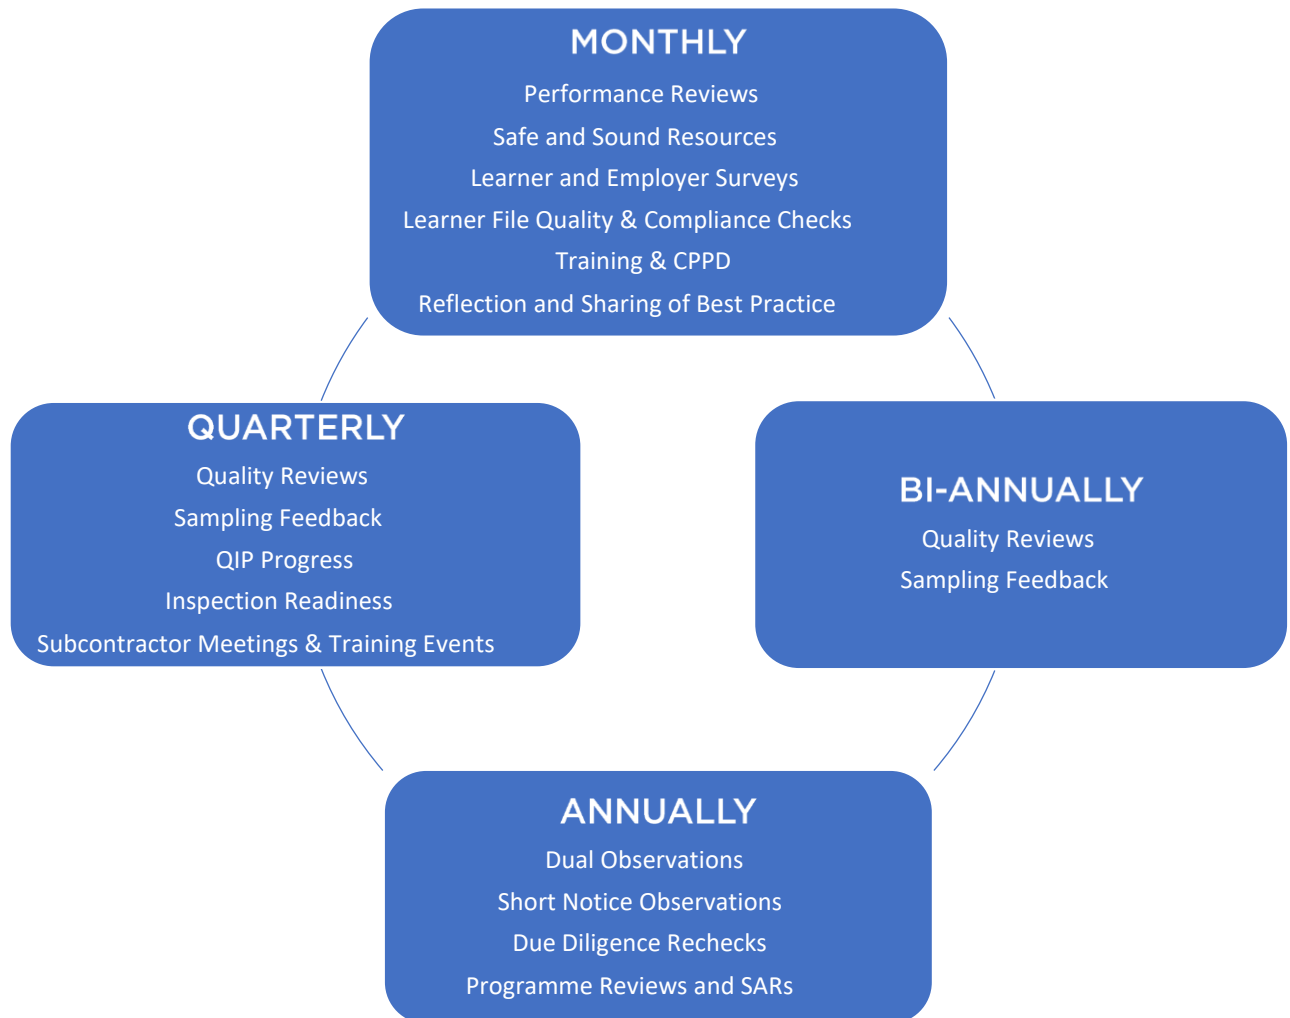 MONTHLY
Performance Reviews
Safe and Sound Resources
Learner and Employer Surveys
Learner File Quality & Compliance Checks
Training & CPPD
Reflection and Sharing of Best Practice
QUARTERLY
Quality Reviews
Sampling Feedback
QIP Progress
Inspection Readiness
Subcontractor Meetings & Training Events
BI-ANNUALLY
Quality Reviews
Sampling Feedback
ANNUALLY
Dual Observations
Short Notice Observations
Due Diligence Rechecks
Programme Reviews and SARs